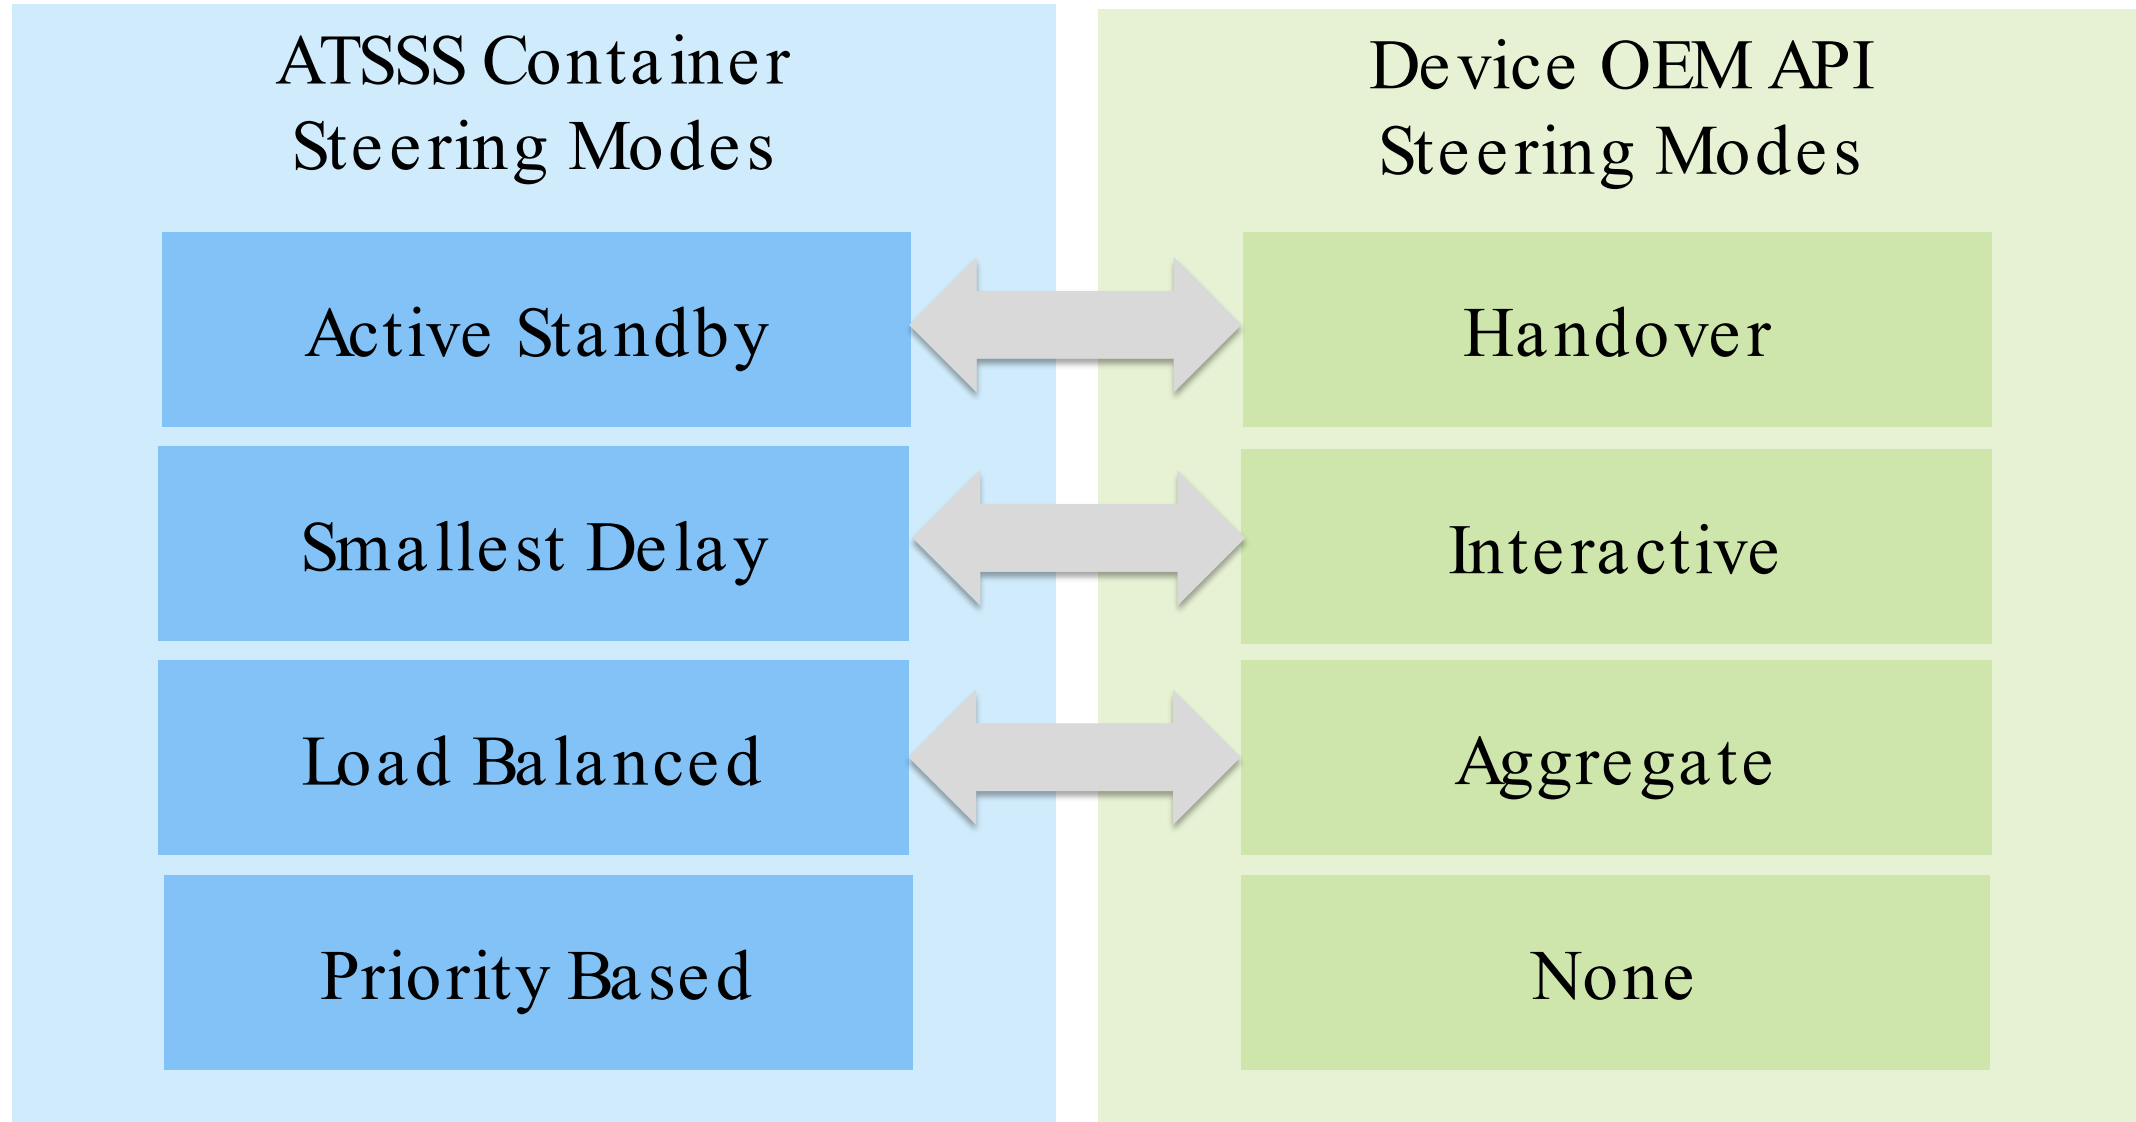 ATSSS Container
Steering Modes
Active Standby
Smallest Delay
Load Balanced
Priority Based
Device OEM API
Steering Modes
Handover
Interactive
Aggregate
None